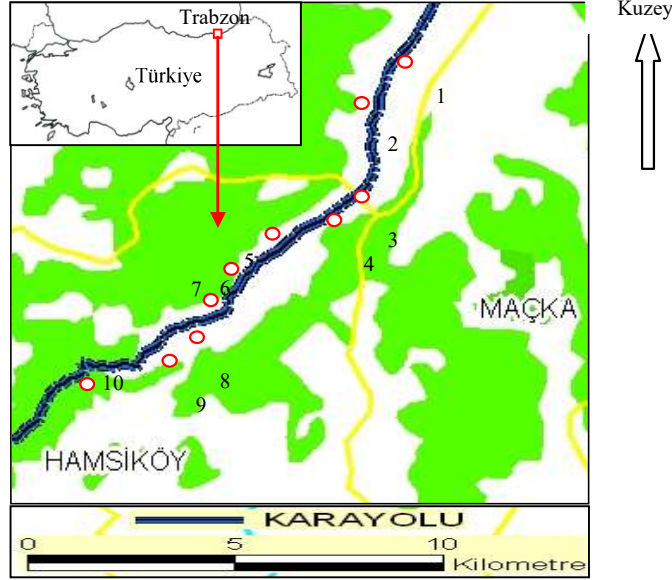 Kuzey
Trabzon
Türkiye
1
2
3
4
5
6
7
MAÇKA
8
9
10
HAMSİKÖY
KARAYOLU
0 5 10
Kilometre